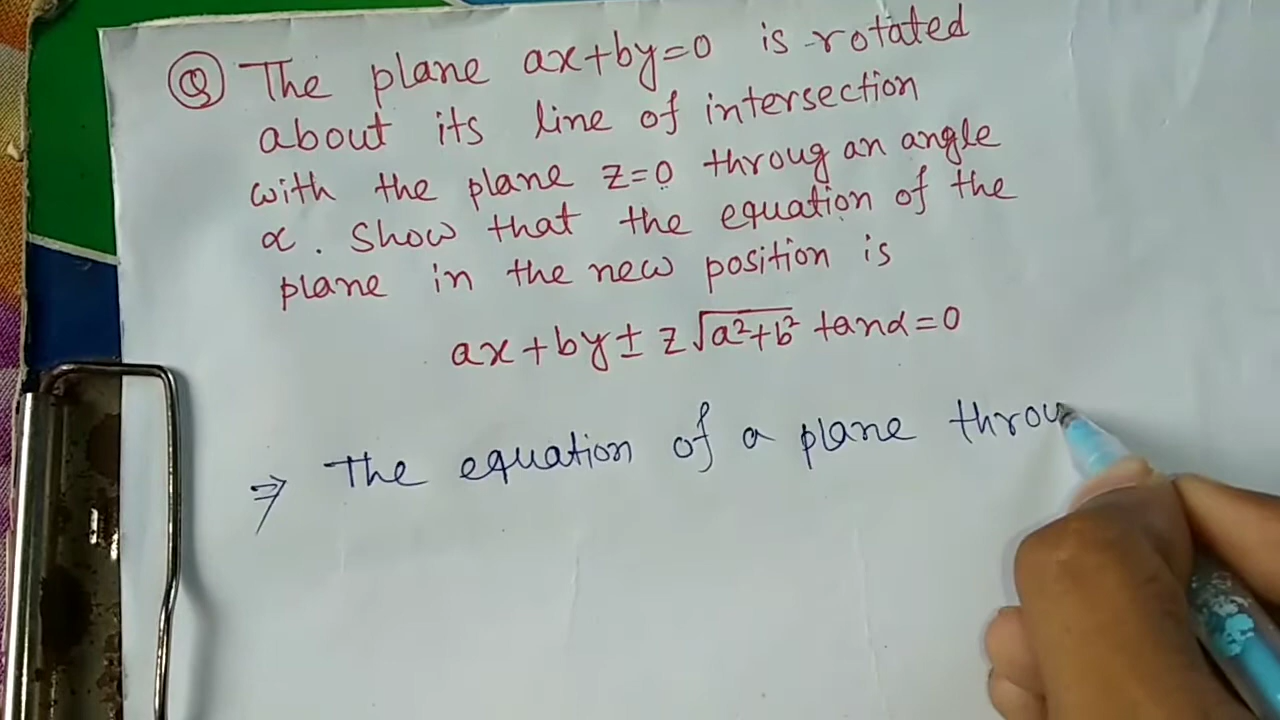 Q The plane ax+by=0 is rotated
about its line of intersection
with the plane z=0 throug an angle
α. Show that the equation of the
plane in the new position is
ax+by±z√a²+b² tanα=0
⇒ The equation of a plane throu